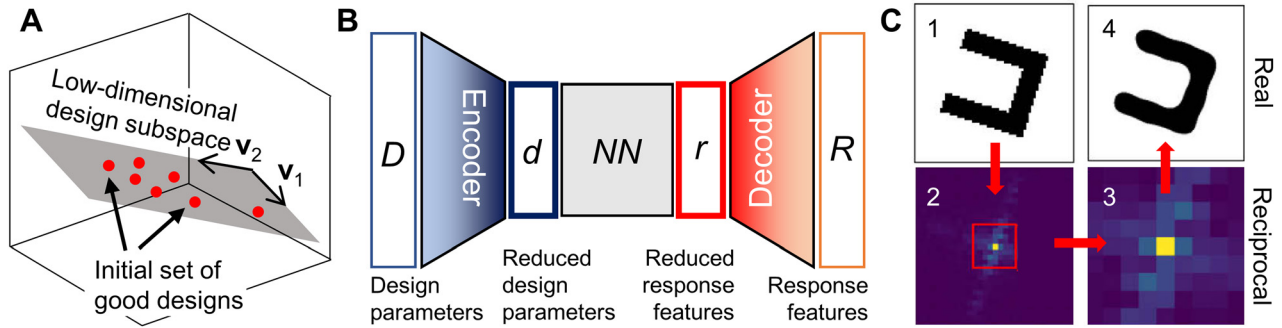 A
Low-dimensional
design subspace
v2
v1
Initial set of
good designs
B
D
Encoder
d
NN
r
Decoder
R
Design
parameters
Reduced
design
parameters
Reduced
response
features
Response
features
C
1
4
Real
2
3
Reciprocal